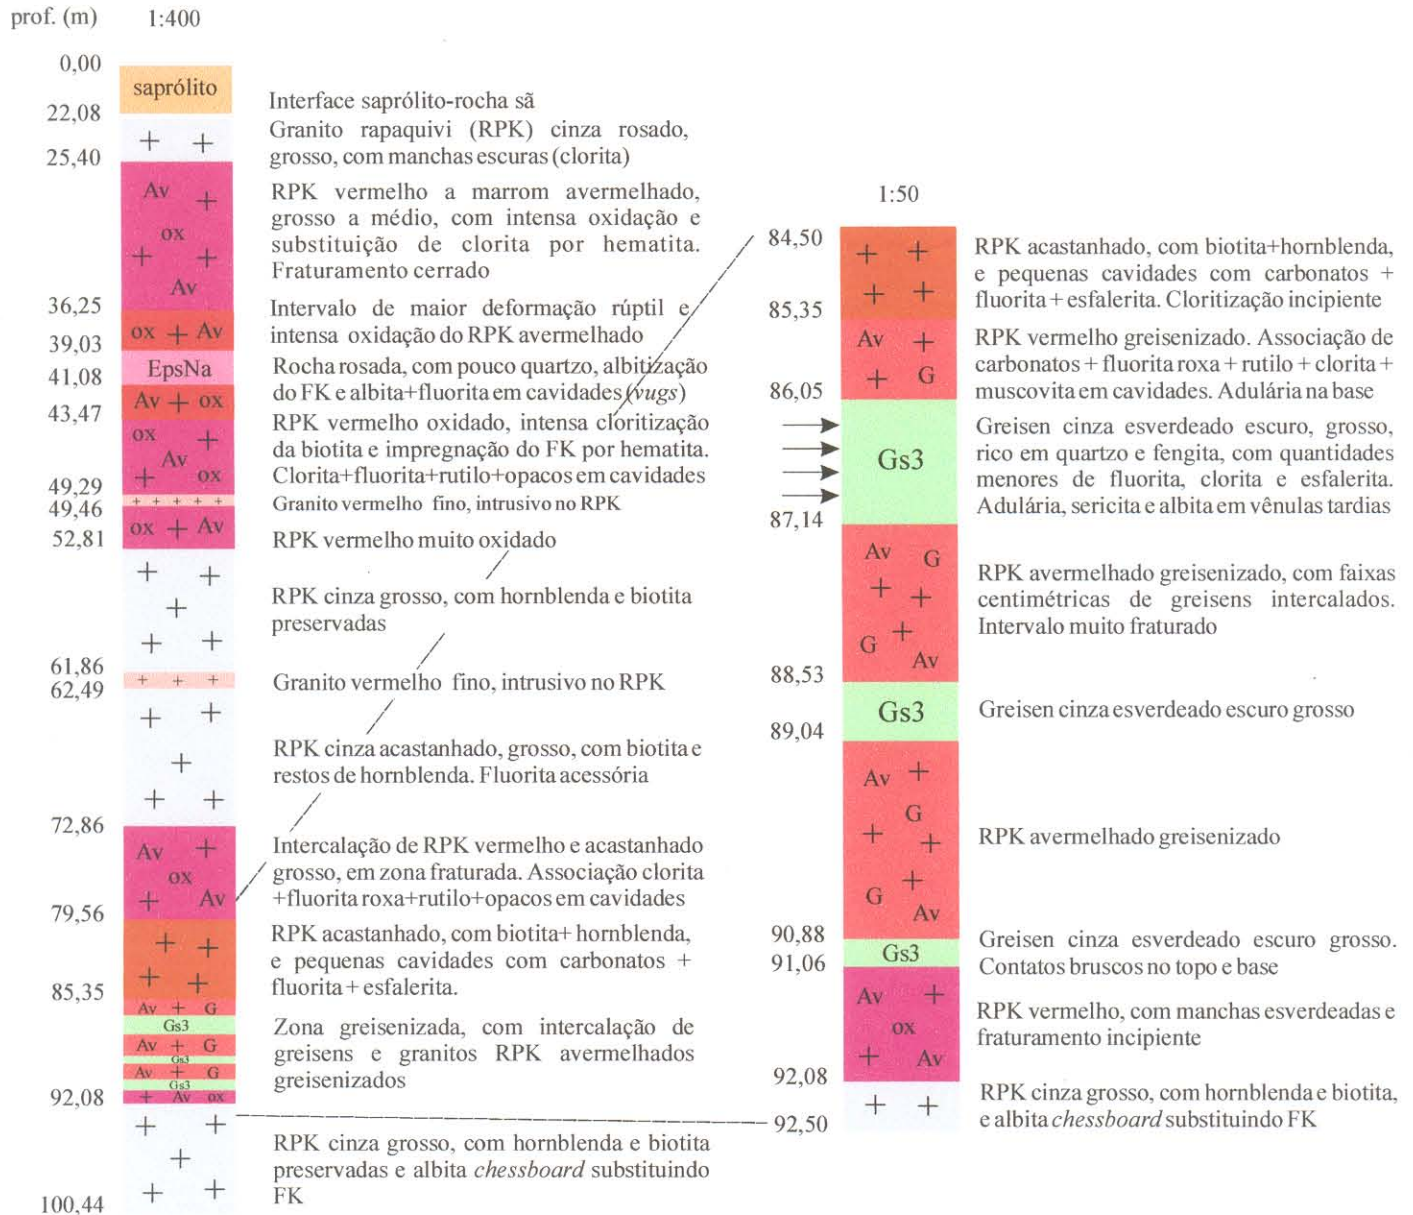 prof. (m)
1:400
0,00
saprólito
Interface saprólito-rocha sã
22,08
Granito rapaquivi (RPK) cinza rosado,
grosso, com manchas escuras (clorita)
+ +
25,40
Av +
ox
+ +
Av
RPK vermelho a marrom avermelhado,
grosso a médio, com intensa oxidação e
substituição de clorita por hematita.
Fraturamento cerrado
36,25
ox + Av
Intervalo de maior deformação rúptil e
intensa oxidação do RPK avermelhado
39,03
EpsNa
Rocha rosada, com pouco quartzo, albitização
do FK e albita+fluorita em cavidades (vugs)
41,08
Av + ox
43,47
ox +
Av
+ ox
RPK vermelho oxidado, intensa cloritização
da biotita e impregnação do FK por hematita.
Clorita+fluorita+rutilo+opacos em cavidades
49,29
+ + + + +
Granito vermelho fino, intrusivo no RPK
49,46
ox + Av
52,81
RPK vermelho muito oxidado
+ +
+
+ +
RPK cinza grosso, com hornblenda e biotita
preservadas
61,86
+ + +
Granito vermelho fino, intrusivo no RPK
62,49
+ +
+
+ +
RPK cinza acastanhado, grosso, com biotita e
restos de hornblenda. Fluorita acessória
72,86
Av +
ox
+ Av
Intercalação de RPK vermelho e acastanhado
grosso, em zona fraturada. Associação clorita
+fluorita roxa+rutilo+opacos em cavidades
79,56
+ +
+ +
RPK acastanhado, com biotita+ hornblenda,
e pequenas cavidades com carbonatos +
fluorita + esfalerita.
85,35
Av + G
Gs3
Av + G
Gs3
Av + G
Gs3
+ Av ox
Zona greisenizada, com intercalação de
greisens e granitos RPK avermelhados
greisenizados
92,08
+ +
+
+ +
RPK cinza grosso, com hornblenda e biotita
preservadas e albita chessboard substituindo
FK
100,44
1:50
84,50
+ +
+ +
RPK acastanhado, com biotita+hornblenda,
e pequenas cavidades com carbonatos +
fluorita + esfalerita. Cloritização incipiente
85,35
Av +
+ G
RPK vermelho greisenizado. Associação de
carbonatos + fluorita roxa + rutilo + clorita +
muscovita em cavidades. Adulária na base
86,05
Gs3
Greisen cinza esverdeado escuro, grosso,
rico em quartzo e fengita, com quantidades
menores de fluorita, clorita e esfalerita.
Adulária, sericita e albita em vênulas tardias
87,14
Av G
+ +
G + Av
RPK avermelhado greisenizado, com faixas
centimétricas de greisens intercalados.
Intervalo muito fraturado
88,53
Gs3
Greisen cinza esverdeado escuro grosso
89,04
Av +
G
+ +
+
G Av
RPK avermelhado greisenizado
90,88
Gs3
Greisen cinza esverdeado escuro grosso.
Contatos bruscos no topo e base
91,06
Av +
ox
+ Av
RPK vermelho, com manchas esverdeadas e
fraturamento incipiente
92,08
+ +
RPK cinza grosso, com hornblenda e biotita,
e albita chessboard substituindo FK
92,50